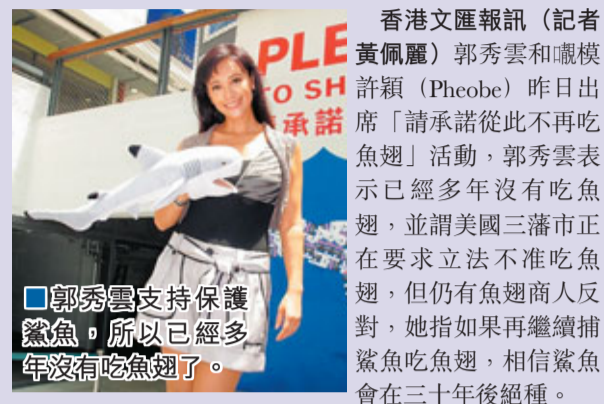 PLE
TO SH
承諾
■郭秀雲支持保護
鯊魚，所以已經多
年沒有吃魚翅了。
香港文匯報訊（記者
黃佩麗）郭秀雲和嚫模
許穎（Pheobe）昨日出
席「請承諾從此不再吃
魚翅」活動，郭秀雲表
示已經多年沒有吃魚
翅，並謂美國三藩市正
在要求立法不准吃魚
翅，但仍有魚翅商人反
對，她指如果再繼續捕
鯊魚吃魚翅，相信鯊魚
會在三十年後絕種。